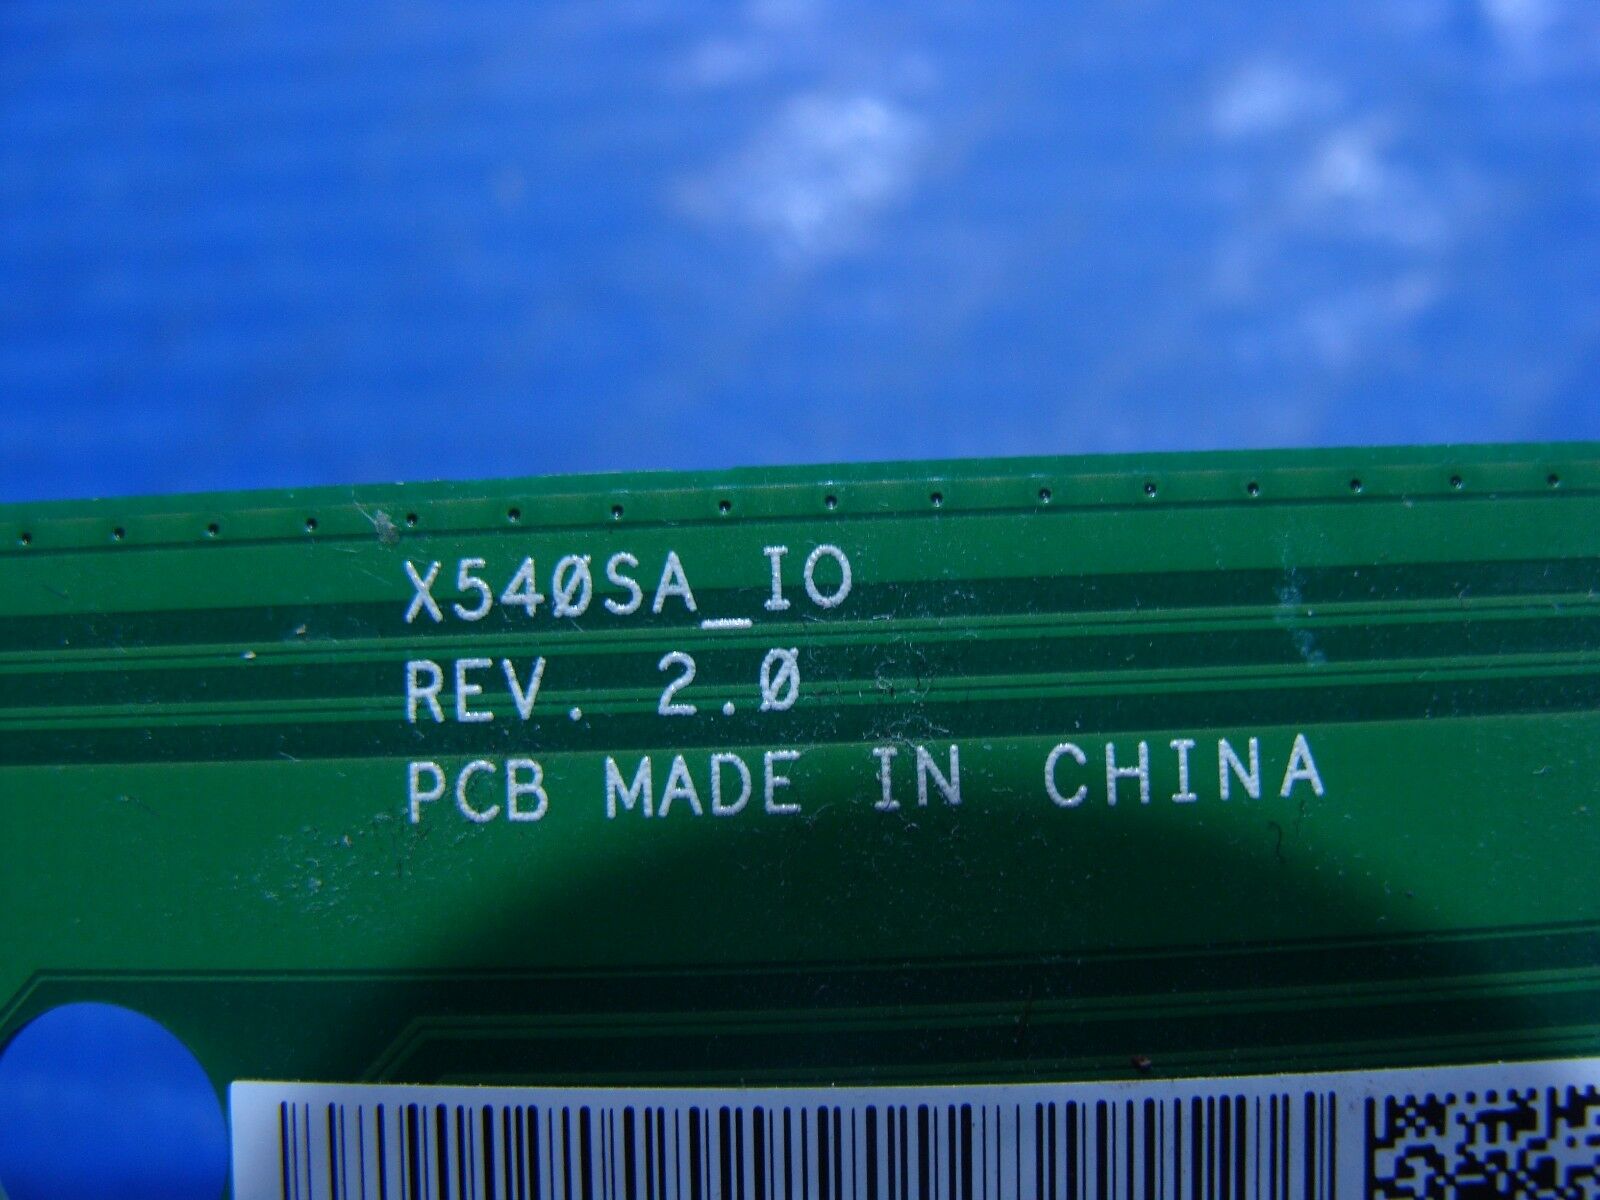 X540SA_IO
REV. 2.0
PCB MADE IN CHINA